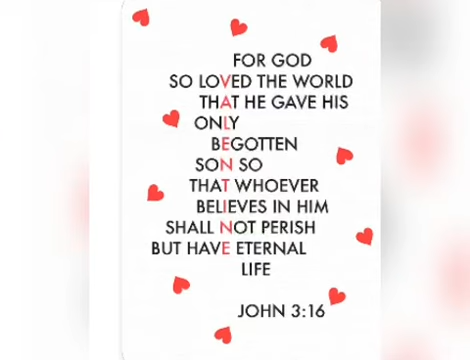 FOR GOD
SO LOVED THE WORLD
THAT HE GAVE HIS
ONLY
BEGOTTEN
SON SO
THAT WHOEVER
BELIEVES IN HIM
SHALL NOT PERISH
BUT HAVE ETERNAL
LIFE
JOHN 3:16